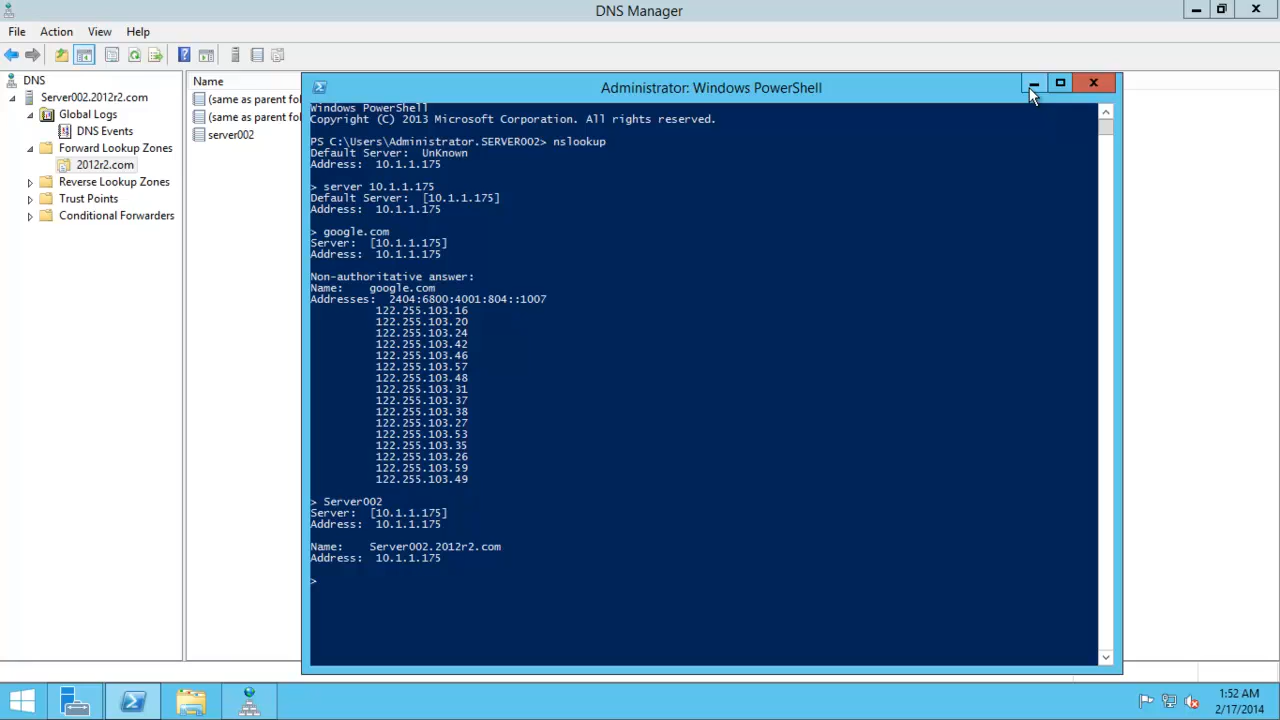 DNS Manager
File Action View Help
DNS
Server002.2012r2.com
Global Logs
DNS Events
Forward Lookup Zones
2012r2.com
Reverse Lookup Zones
Trust Points
Conditional Forwarders
Name
(same as parent fol
(same as parent fol
server002
Administrator: Windows PowerShell
Windows PowerShell
Copyright (C) 2013 Microsoft Corporation. All rights reserved.
PS C:\Users\Administrator.SERVER002> nslookup
Default Server:  UnKnown
Address:  10.1.1.175
> server 10.1.1.175
Default Server:  [10.1.1.175]
Address:  10.1.1.175
> google.com
Server:  [10.1.1.175]
Address:  10.1.1.175
Non-authoritative answer:
Name:    google.com
Addresses:  2404:6800:4001:804::1007
122.255.103.16
122.255.103.20
122.255.103.24
122.255.103.42
122.255.103.46
122.255.103.57
122.255.103.48
122.255.103.31
122.255.103.37
122.255.103.38
122.255.103.27
122.255.103.53
122.255.103.35
122.255.103.26
122.255.103.59
122.255.103.49
> Server002
Server:  [10.1.1.175]
Address:  10.1.1.175
Name:    Server002.2012r2.com
Address:  10.1.1.175
>
1:52 AM
2/17/2014